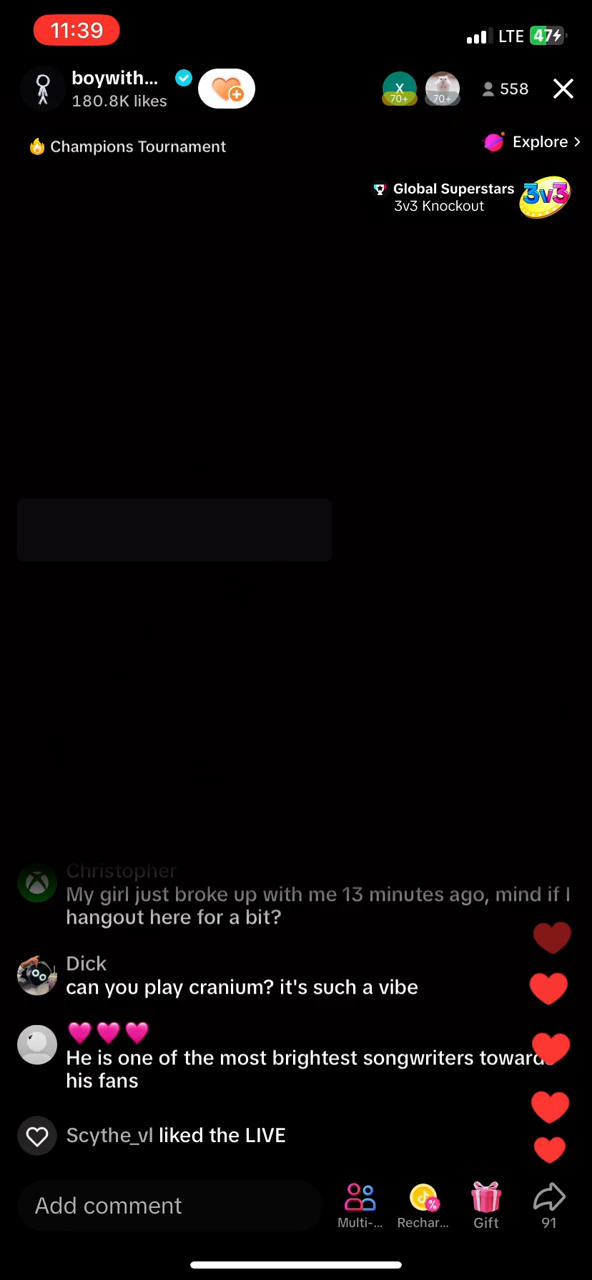 11:39
LTE 47
boywith...
180.8K likes
X
70+
70+
558
Champions Tournament
Explore >
Global Superstars
3v3 Knockout
3v3
Christopher
My girl just broke up with me 13 minutes ago, mind if I
hangout here for a bit?
Dick
can you play cranium? it's such a vibe
He is one of the most brightest songwriters towards
his fans
Scythe_vl liked the LIVE
Add comment
Multi-...
Rechar...
Gift
91